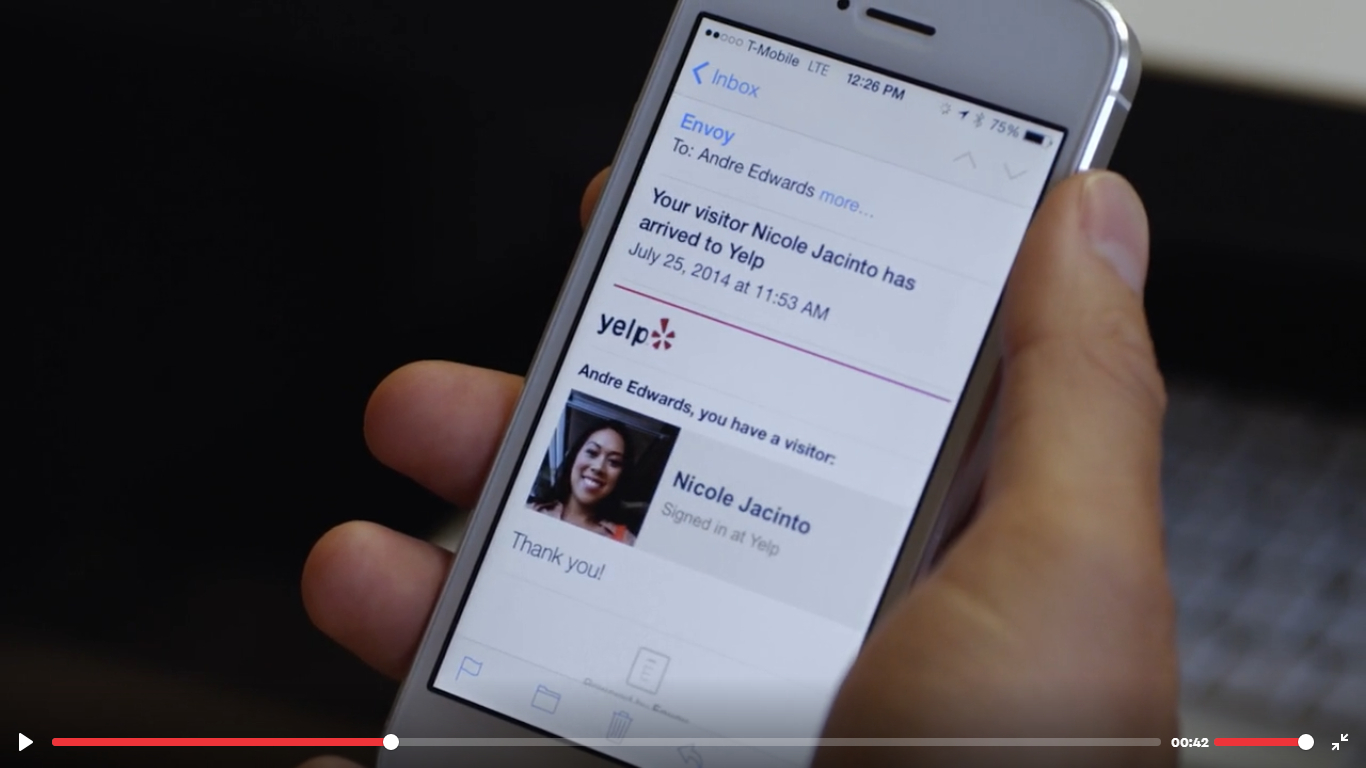 T-Mobile LTE 12:26 PM 75%
Inbox
Envoy
To: Andre Edwards more...
Your visitor Nicole Jacinto has
arrived to Yelp
July 25, 2014 at 11:53 AM
yelp
Andre Edwards, you have a visitor:
Nicole Jacinto
Signed in at Yelp
Thank you!
00:42